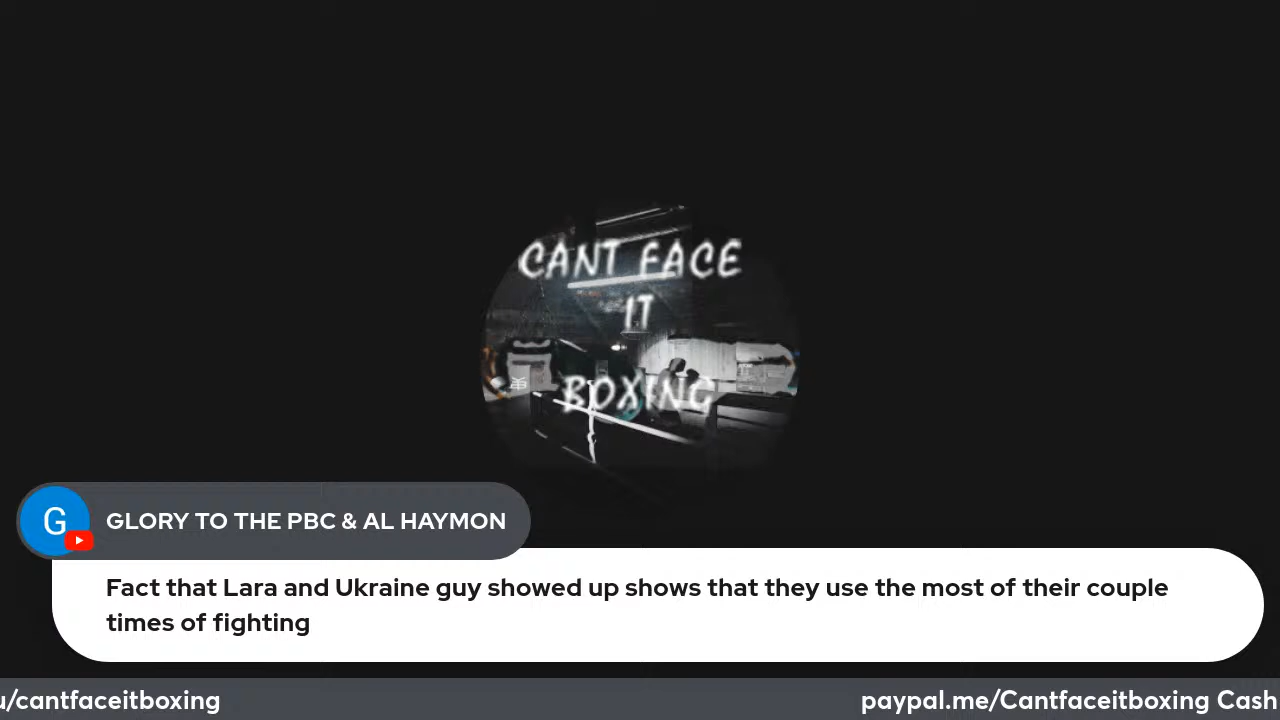 CANT FACE
IT
BOXING
G
GLORY TO THE PBC & AL HAYMON
Fact that Lara and Ukraine guy showed up shows that they use the most of their couple
times of fighting
u/cantfaceitboxing
paypal.me/Cantfaceitboxing Cash